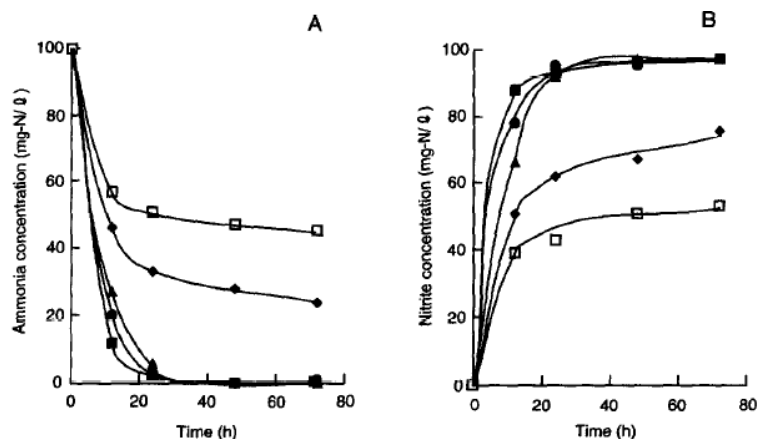 A
B
100
80
60
40
20
0
Ammonia concentration (mg-N/ℓ)
0 20 40 60 80
Time (h)
100
80
60
40
20
0
Nitrite concentration (mg-N/ℓ)
0 20 40 60 80
Time (h)